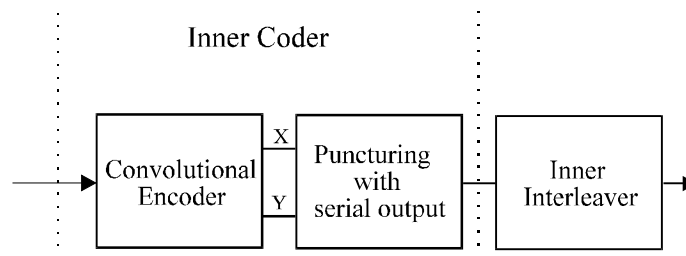 Inner Coder
Convolutional
Encoder
X
Y
Puncturing
with
serial output
Inner
Interleaver